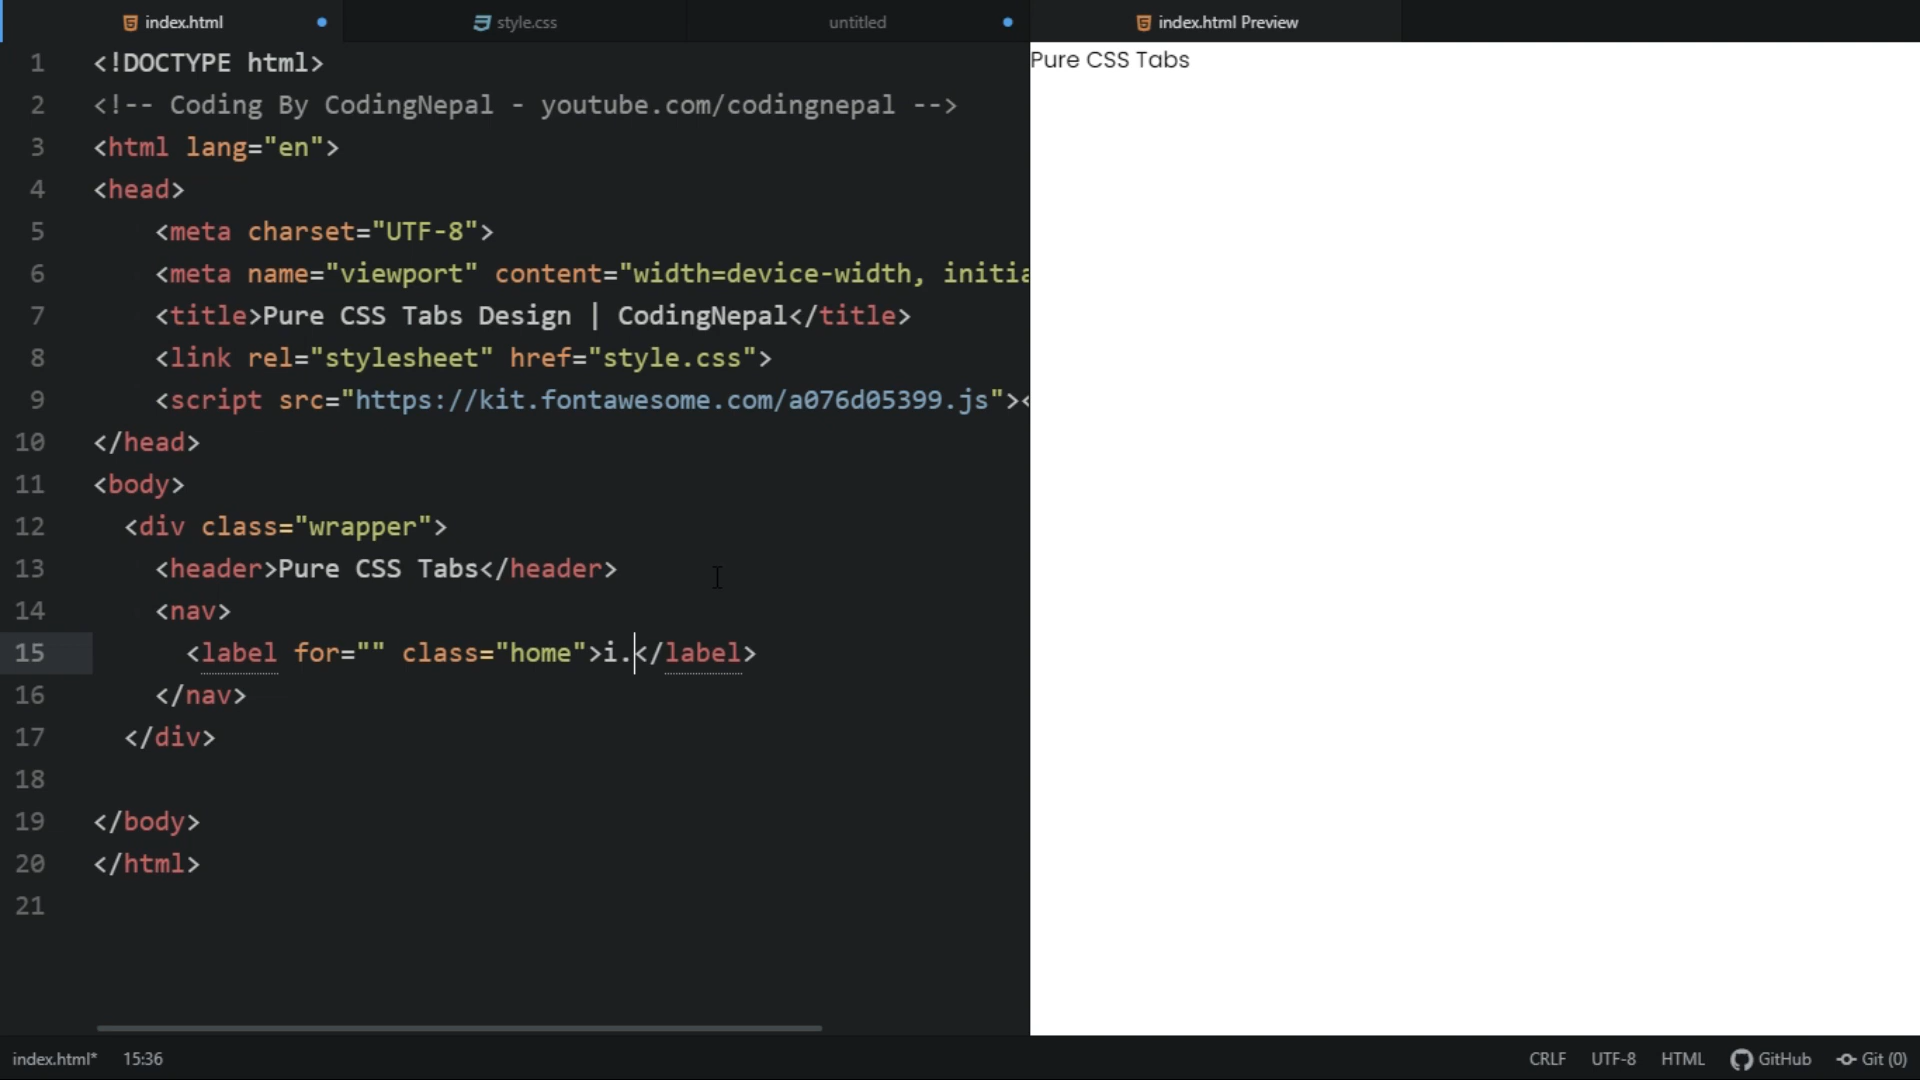 index.html
style.css
untitled
index.html Preview
1 <!DOCTYPE html>
2 <!-- Coding By CodingNepal - youtube.com/codingnepal -->
3 <html lang="en">
4 <head>
5 <meta charset="UTF-8">
6 <meta name="viewport" content="width=device-width, initia
7 <title>Pure CSS Tabs Design | CodingNepal</title>
8 <link rel="stylesheet" href="style.css">
9 <script src="https://kit.fontawesome.com/a076d05399.js"><
10 </head>
11 <body>
12 <div class="wrapper">
13 <header>Pure CSS Tabs</header>
14 <nav>
15 <label for="" class="home">i.</label>
16 </nav>
17 </div>
18
19 </body>
20 </html>
21
Pure CSS Tabs
index.html* 15:36
CRLF UTF-8 HTML GitHub Git (0)